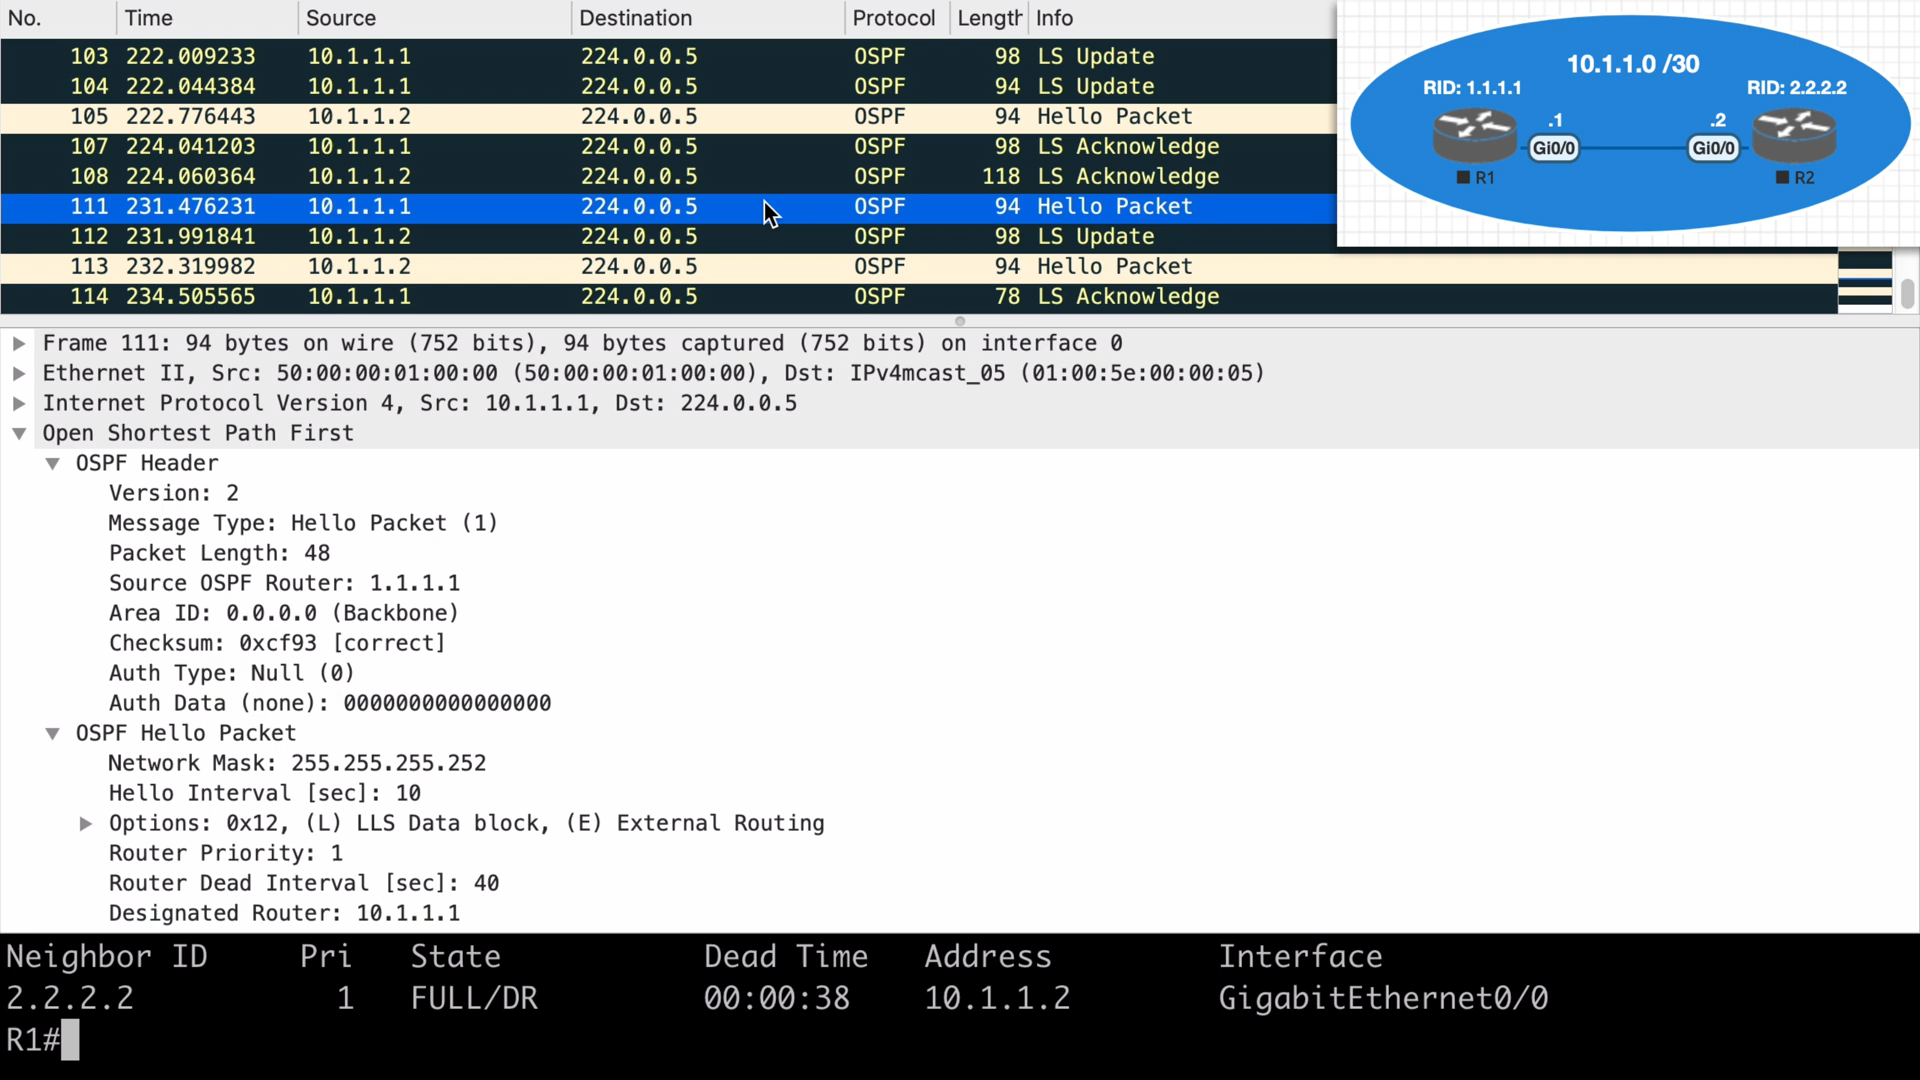 No. Time Source Destination Protocol Length Info
103 222.009233 10.1.1.1 224.0.0.5 OSPF 98 LS Update
104 222.044384 10.1.1.1 224.0.0.5 OSPF 94 LS Update
105 222.776443 10.1.1.2 224.0.0.5 OSPF 94 Hello Packet
107 224.041203 10.1.1.1 224.0.0.5 OSPF 98 LS Acknowledge
108 224.060364 10.1.1.2 224.0.0.5 OSPF 118 LS Acknowledge
111 231.476231 10.1.1.1 224.0.0.5 OSPF 94 Hello Packet
112 231.991841 10.1.1.2 224.0.0.5 OSPF 98 LS Update
113 232.319982 10.1.1.2 224.0.0.5 OSPF 94 Hello Packet
114 234.505565 10.1.1.1 224.0.0.5 OSPF 78 LS Acknowledge
10.1.1.0 /30
RID: 1.1.1.1 RID: 2.2.2.2
.1 .2
Gi0/0 Gi0/0
R1 R2
Frame 111: 94 bytes on wire (752 bits), 94 bytes captured (752 bits) on interface 0
Ethernet II, Src: 50:00:00:01:00:00 (50:00:00:01:00:00), Dst: IPv4mcast_05 (01:00:5e:00:00:05)
Internet Protocol Version 4, Src: 10.1.1.1, Dst: 224.0.0.5
Open Shortest Path First
OSPF Header
Version: 2
Message Type: Hello Packet (1)
Packet Length: 48
Source OSPF Router: 1.1.1.1
Area ID: 0.0.0.0 (Backbone)
Checksum: 0xcf93 [correct]
Auth Type: Null (0)
Auth Data (none): 0000000000000000
OSPF Hello Packet
Network Mask: 255.255.255.252
Hello Interval [sec]: 10
Options: 0x12, (L) LLS Data block, (E) External Routing
Router Priority: 1
Router Dead Interval [sec]: 40
Designated Router: 10.1.1.1
Neighbor ID Pri State Dead Time Address Interface
2.2.2.2 1 FULL/DR 00:00:38 10.1.1.2 GigabitEthernet0/0
R1#